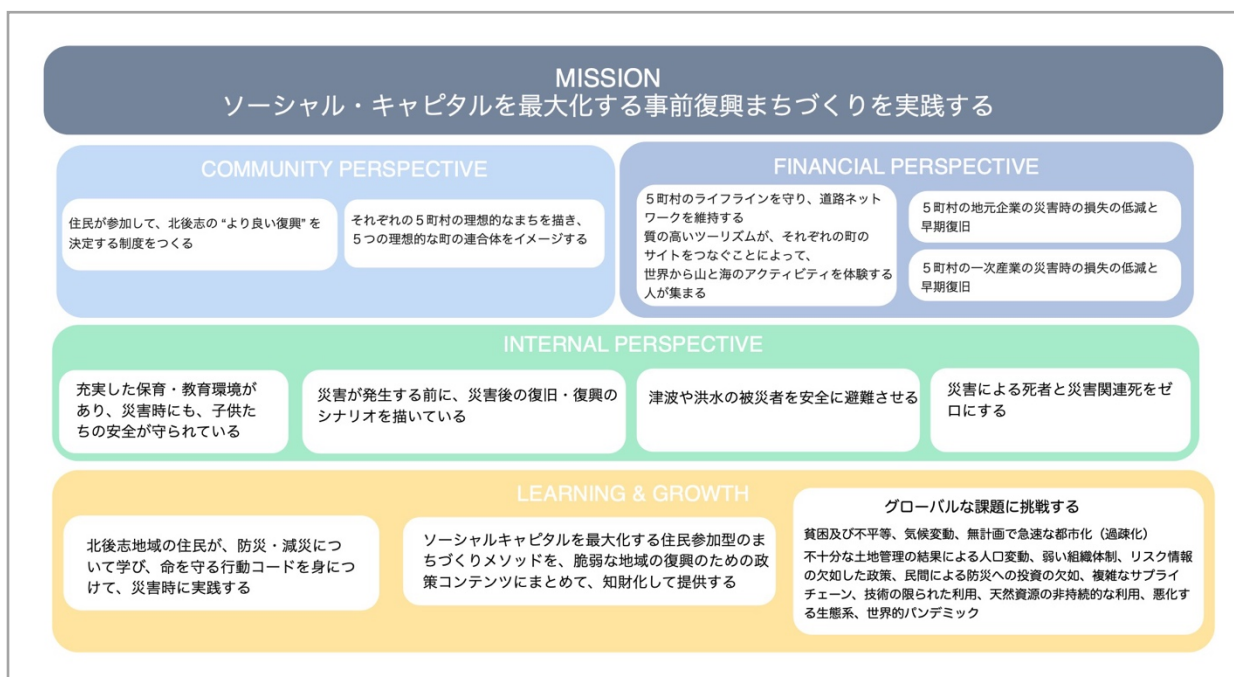 MISSION
ソーシャル・キャピタルを最大化する事前復興まちづくりを実践する
COMMUNITY PERSPECTIVE
住民が参加して、北後志の “より良い復興” を
決定する制度をつくる
それぞれの５町村の理想的なまちを描き、
５つの理想的な町の連合体をイメージする
FINANCIAL PERSPECTIVE
５町村のライフラインを守り、道路ネット
ワークを維持する
質の高いツーリズムが、それぞれの町の
サイトをつなぐことによって、
世界から山と海のアクティビティを体験する
人が集まる
５町村の地元企業の災害時の損失の低減と
早期復旧
５町村の一次産業の災害時の損失の低減と
早期復旧
INTERNAL PERSPECTIVE
充実した保育・教育環境が
あり、災害時にも、子供た
ちの安全が守られている
災害が発生する前に、災害後の復旧・復興の
シナリオを描いている
津波や洪水の被災者を安全に避難させる
災害による死者と災害関連死をゼ
ロにする
LEARNING & GROWTH
北後志地域の住民が、防災・減災につ
いて学び、命を守る行動コードを身につ
けて、災害時に実践する
ソーシャルキャピタルを最大化する住民参加型のま
ちづくりメソッドを、脆弱な地域の復興のための政
策コンテンツにまとめて、知財化して提供する
グローバルな課題に挑戦する
貧困及び不平等、気候変動、無計画で急速な都市化（過疎化）
不十分な土地管理の結果による人口変動、弱い組織体制、リスク情報
の欠如した政策、民間による防災への投資の欠如、複雑なサプライ
チェーン、技術の限られた利用、天然資源の非持続的な利用、悪化す
る生態系、世界的パンデミック